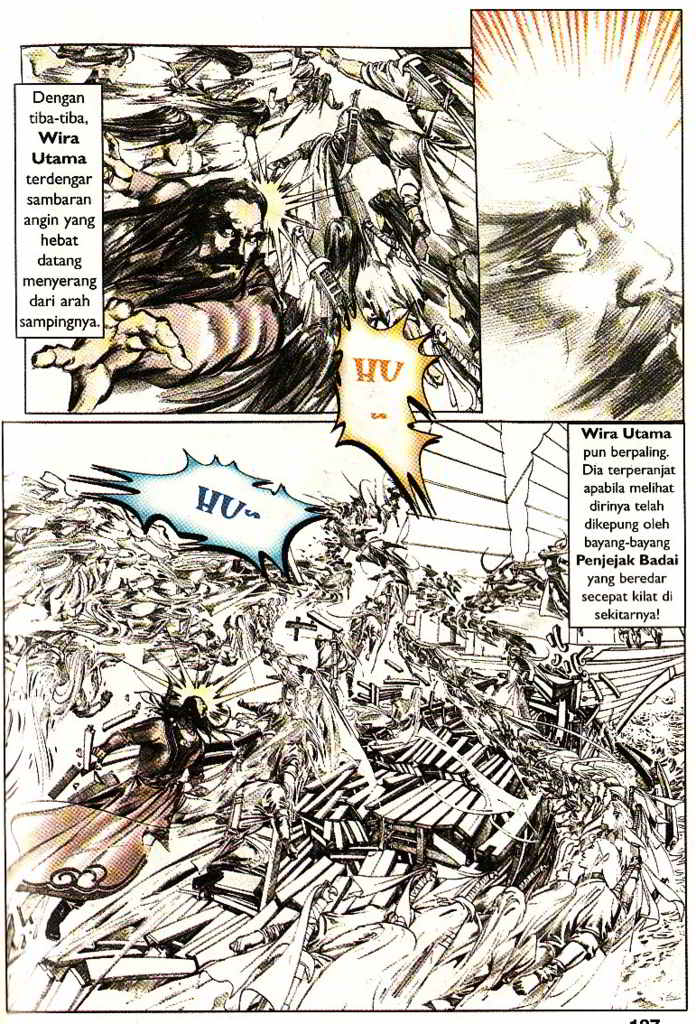 Dengan
tiba-tiba,
Wira
Utama
terdengar
sambaran
angin yang
hebat
datang
menyerang
dari arah
sampingnya.
HU
~
HU~
Wira Utama
pun berpaling.
Dia terperanjat
apabila melihat
dirinya telah
dikepung oleh
bayang-bayang
Penjejak Badai
yang beredar
secepat kilat di
sekitarnya!